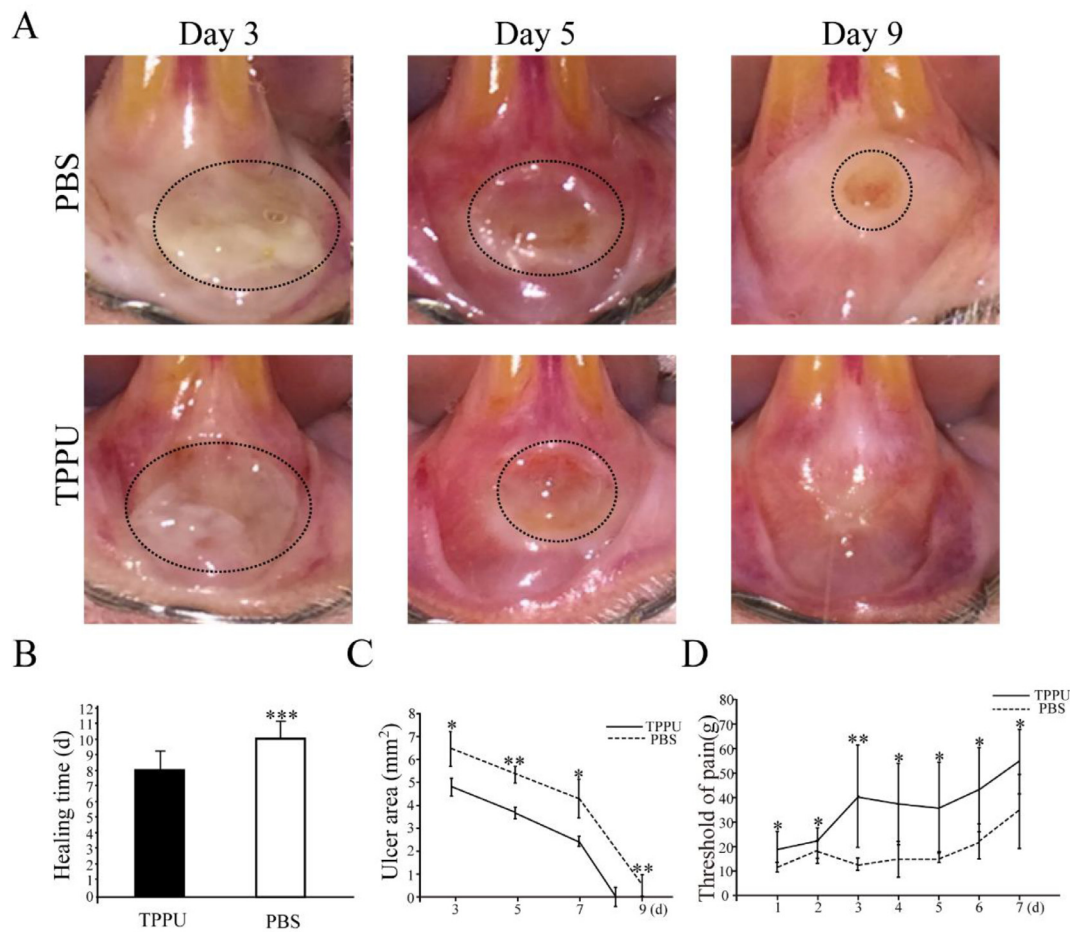 A
Day 3
Day 5
Day 9
PBS
TPPU
B
C
D
Healing time (d)
12
11
10
9
8
7
6
5
4
3
2
1
0
***
TPPU
PBS
Ulcer area (mm²)
8
7
6
5
4
3
2
1
0
* ** * **
TPPU
PBS
3 5 7 9 (d)
Threshold of pain(g)
80
70
60
50
40
30
20
10
0
* * ** * * * *
TPPU
PBS
1 2 3 4 5 6 7 (d)